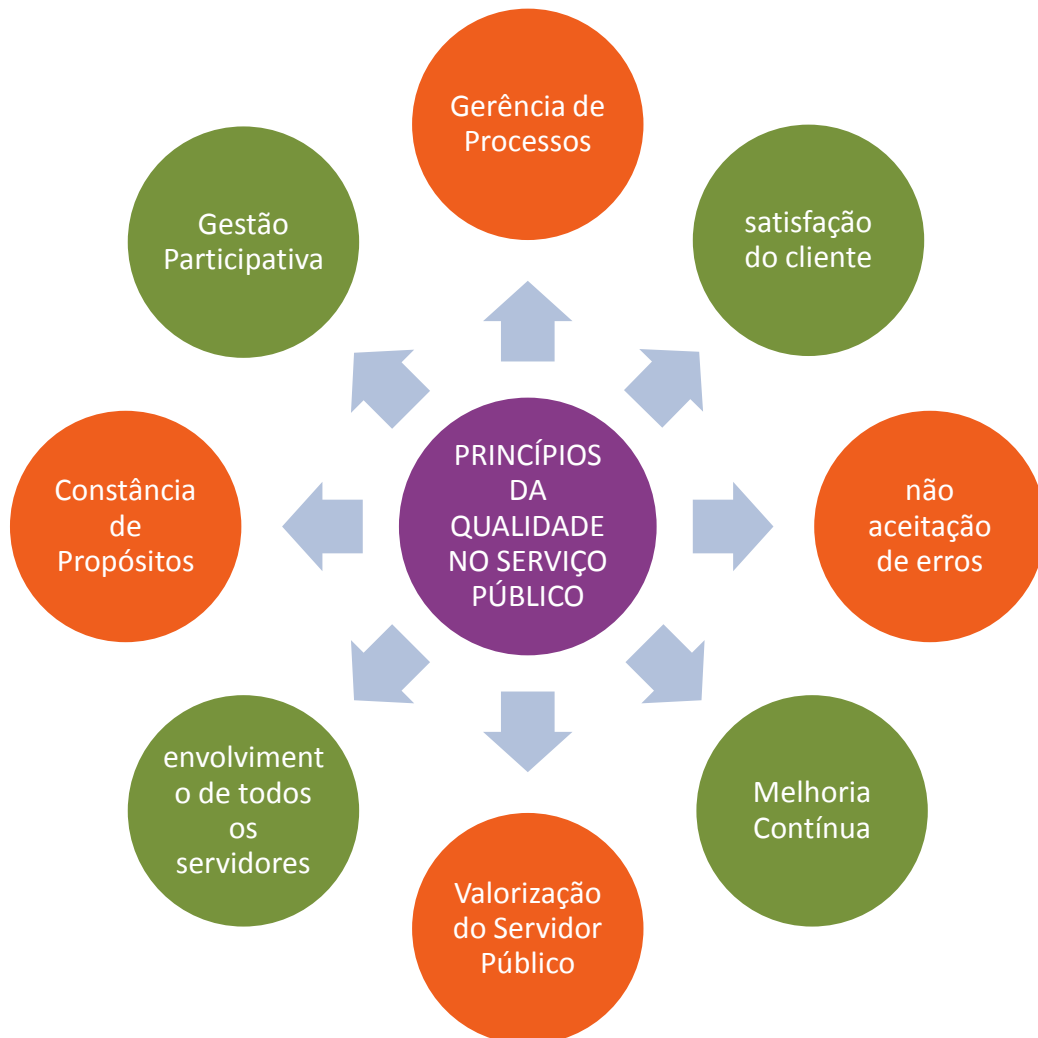 Gerência de
Processos
satisfação
do cliente
não
aceitação
de erros
Melhoria
Contínua
Valorização
do Servidor
Público
envolviment
o de todos
os
servidores
Constância
de
Propósitos
Gestão
Participativa
PRINCÍPIOS
DA
QUALIDADE
NO SERVIÇO
PÚBLICO